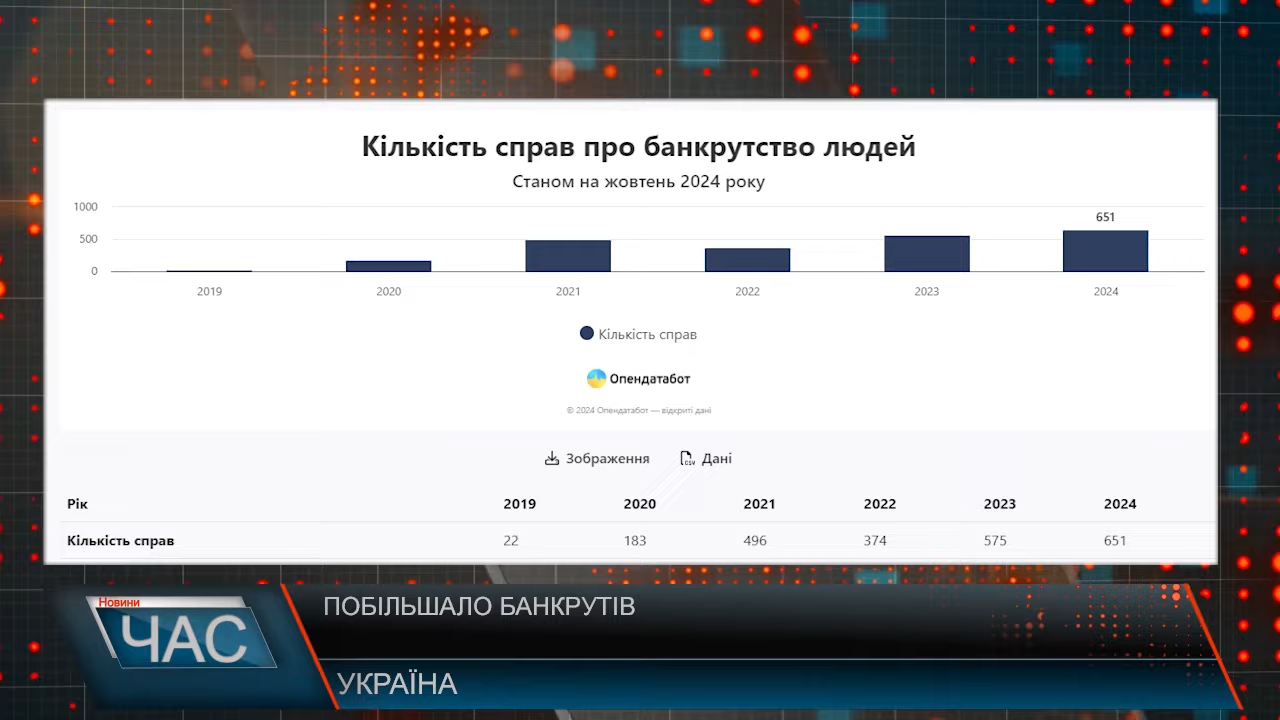 Кількість справ про банкрутство людей
Станом на жовтень 2024 року
1000
500
0
651
2019 2020 2021 2022 2023 2024
Кількість справ
Опендатабот
© 2024 Опендатабот — відкриті дані
Зображення CSV Дані
Рік 2019 2020 2021 2022 2023 2024
Кількість справ 22 183 496 374 575 651
Новини
ЧАС
ПОБІЛЬШАЛО БАНКРУТІВ
УКРАЇНА